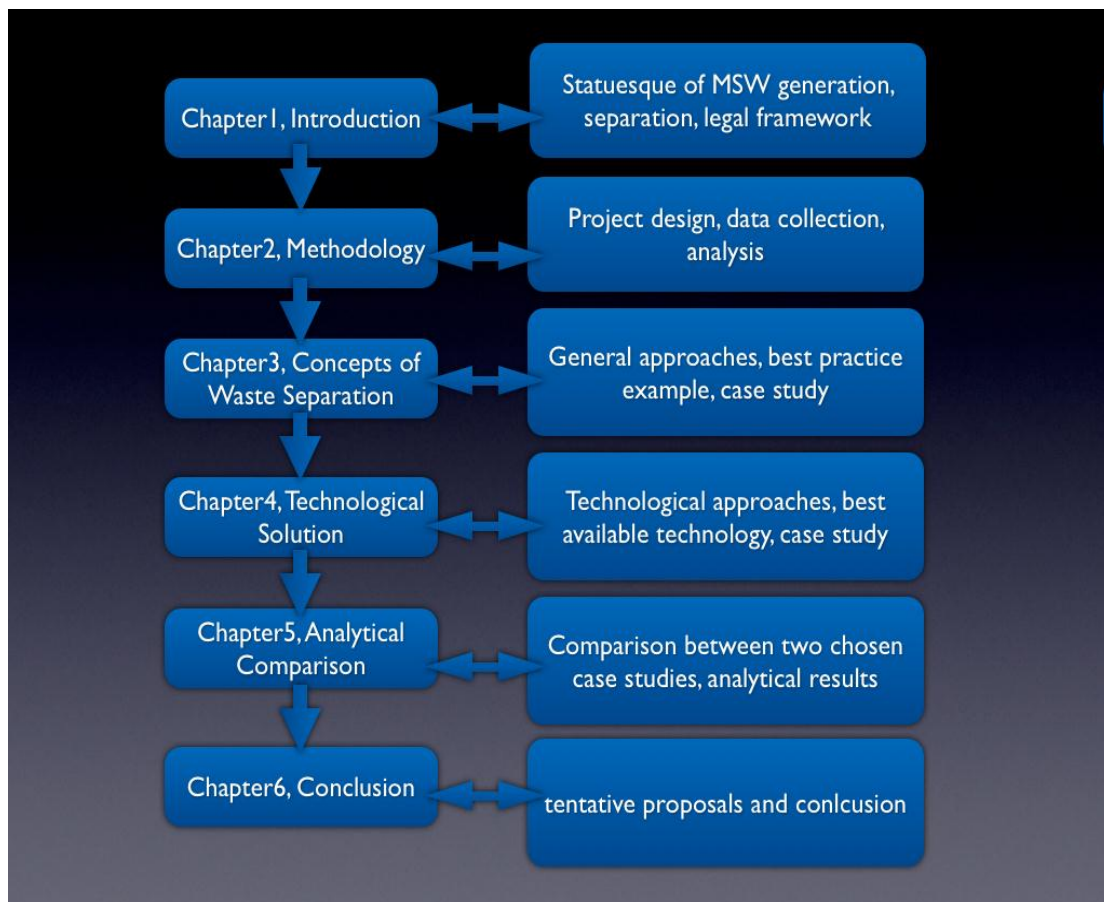 Chapter1, Introduction
Statuesque of MSW generation,
separation, legal framework
Chapter2, Methodology
Project design, data collection,
analysis
Chapter3, Concepts of
Waste Separation
General approaches, best practice
example, case study
Chapter4, Technological
Solution
Technological approaches, best
available technology, case study
Chapter5, Analytical
Comparison
Comparison between two chosen
case studies, analytical results
Chapter6, Conclusion
tentative proposals and conlcusion